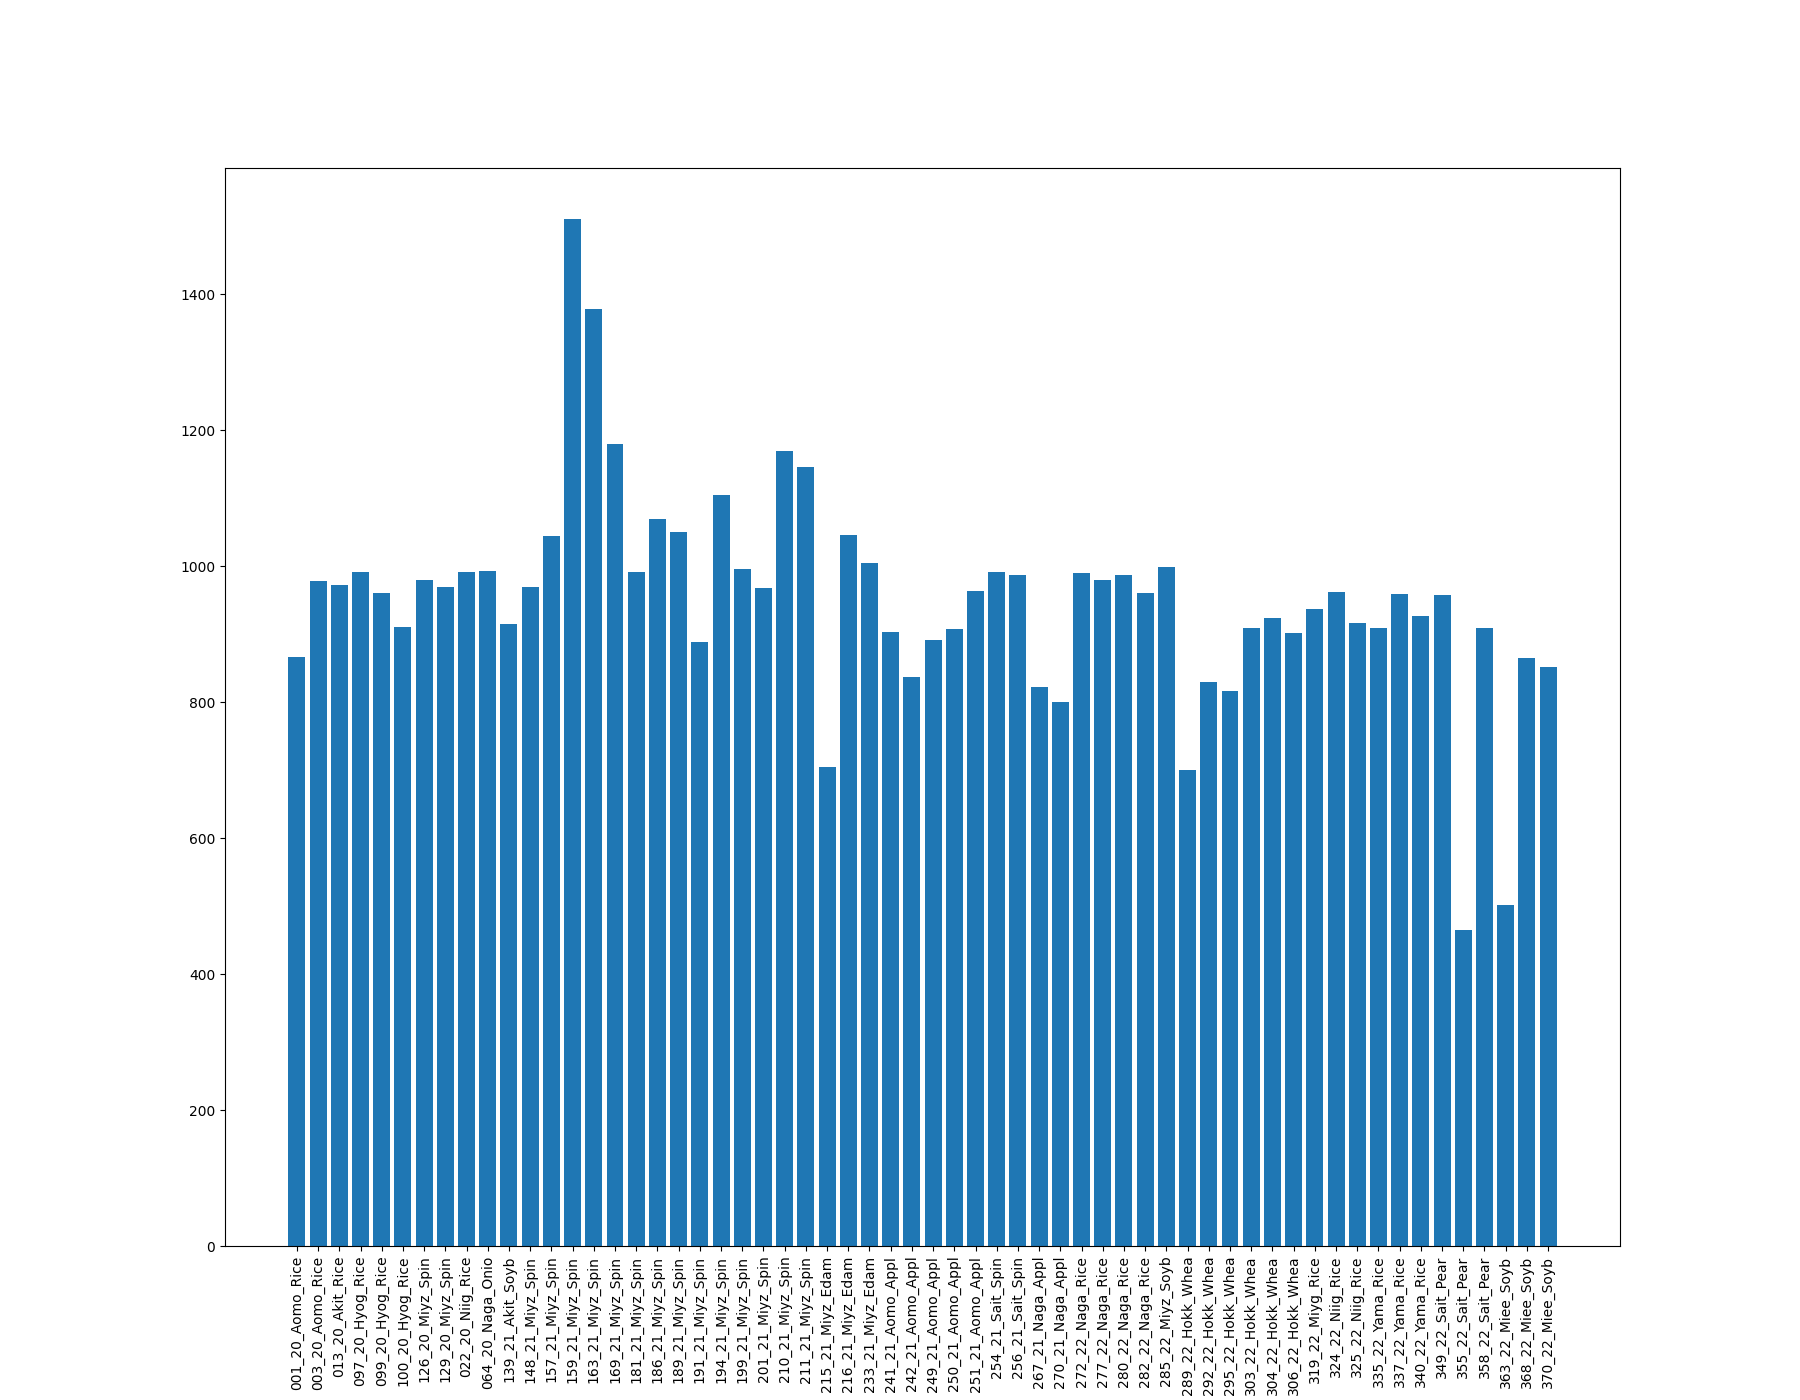 1400
1200
1000
800
600
400
200
0
001_20_Aomo_Rice
003_20_Aomo_Rice
013_20_Akit_Rice
097_20_Hyog_Rice
099_20_Hyog_Rice
100_20_Hyog_Rice
126_20_Miyz_Spin
129_20_Miyz_Spin
022_20_Niig_Rice
064_20_Naga_Onio
139_21_Akit_Soyb
148_21_Miyz_Spin
157_21_Miyz_Spin
159_21_Miyz_Spin
163_21_Miyz_Spin
169_21_Miyz_Spin
181_21_Miyz_Spin
186_21_Miyz_Spin
189_21_Miyz_Spin
191_21_Miyz_Spin
194_21_Miyz_Spin
199_21_Miyz_Spin
201_21_Miyz_Spin
210_21_Miyz_Spin
211_21_Miyz_Spin
215_21_Miyz_Edam
216_21_Miyz_Edam
233_21_Miyz_Edam
241_21_Aomo_Appl
242_21_Aomo_Appl
249_21_Aomo_Appl
250_21_Aomo_Appl
251_21_Aomo_Appl
254_21_Sait_Spin
256_21_Sait_Spin
267_21_Naga_Appl
270_21_Naga_Appl
272_22_Naga_Rice
277_22_Naga_Rice
280_22_Naga_Rice
282_22_Naga_Rice
285_22_Miyz_Soyb
289_22_Hokk_Whea
292_22_Hokk_Whea
295_22_Hokk_Whea
303_22_Hokk_Whea
304_22_Hokk_Whea
306_22_Hokk_Whea
319_22_Miyg_Rice
324_22_Niig_Rice
325_22_Niig_Rice
335_22_Yama_Rice
337_22_Yama_Rice
340_22_Yama_Rice
349_22_Sait_Pear
355_22_Sait_Pear
358_22_Sait_Pear
363_22_Miee_Soyb
368_22_Miee_Soyb
370_22_Miee_Soyb